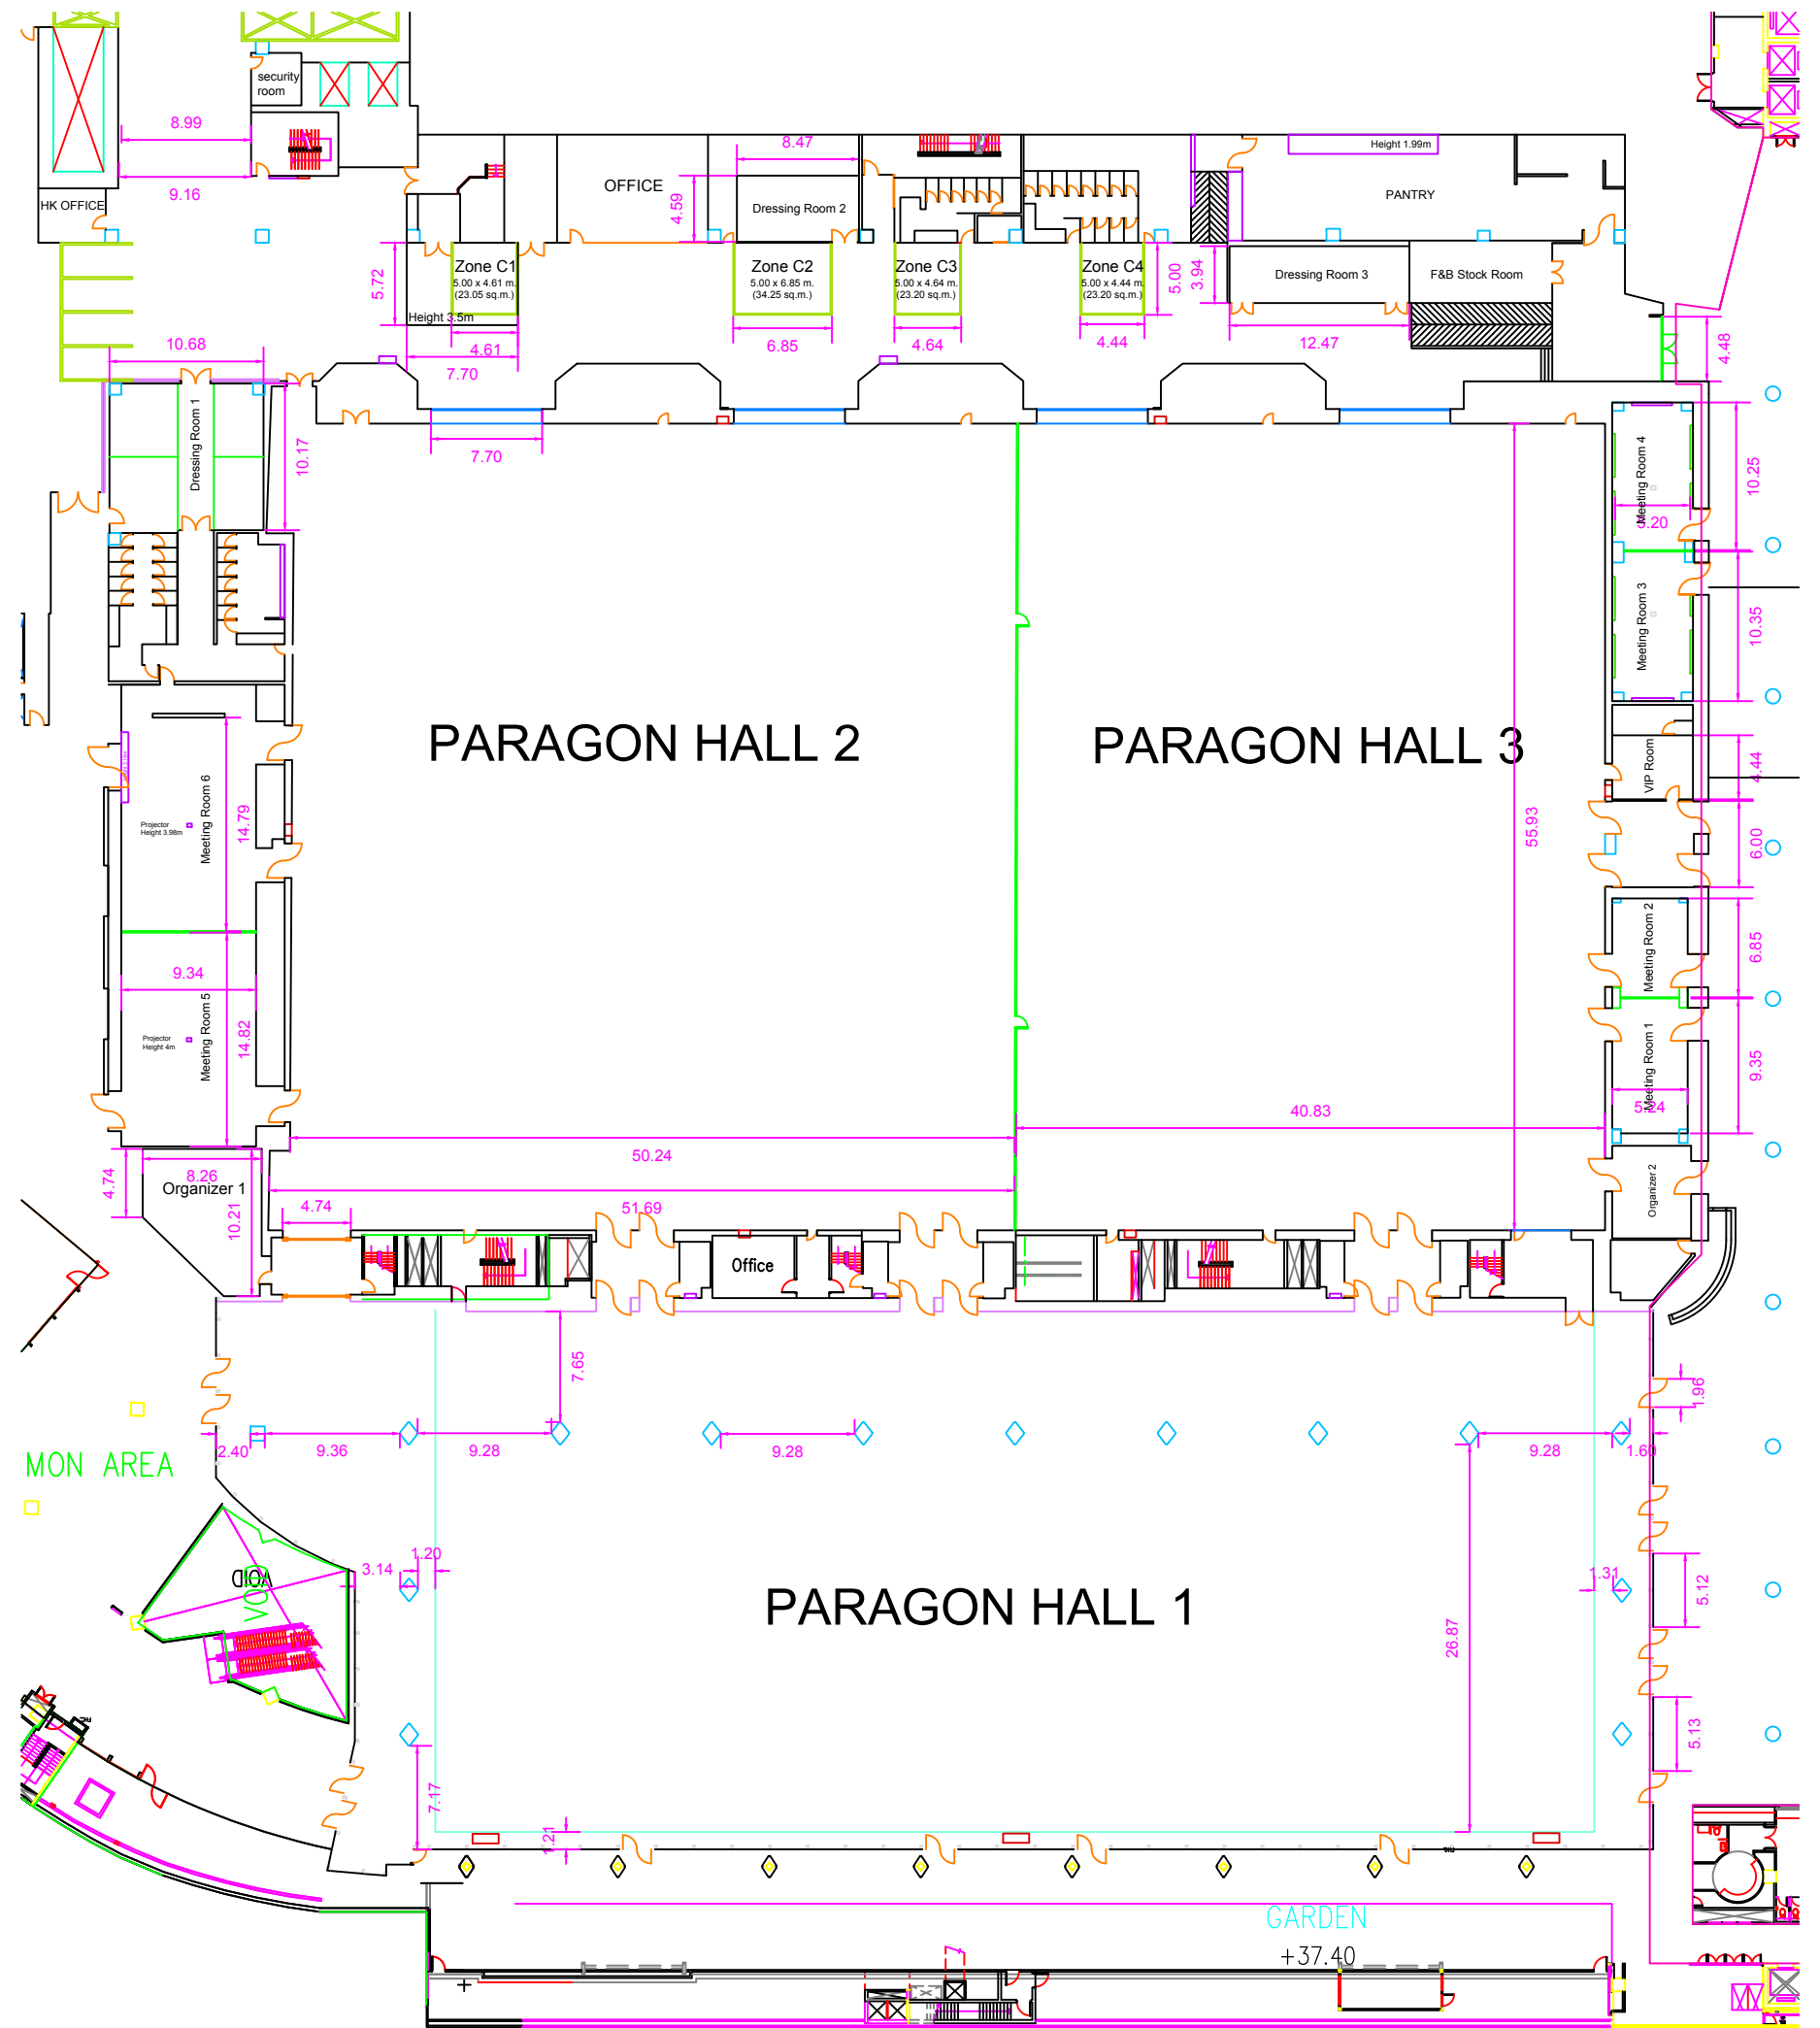 security
room
8.99
9.16
HK OFFICE
OFFICE
8.47
4.59
Dressing Room 2
Height 1.99m
PANTRY
5.72
Zone C1
5.00 x 4.61 m.
(23.05 sq.m.)
Height 3.5m
4.61
7.70
Zone C2
5.00 x 6.85 m.
(34.25 sq.m.)
6.85
Zone C3
5.00 x 4.64 m.
(23.20 sq.m.)
4.64
Zone C4
5.00 x 4.44 m.
(23.20 sq.m.)
4.44
5.00
3.94
Dressing Room 3
F&B Stock Room
12.47
4.48
10.68
Dressing Room 1
10.17
7.70
Meeting Room 4
5.20
10.25
Meeting Room 3
10.35
PARAGON HALL 2
PARAGON HALL 3
VIP Room
4.44
6.00
55.93
Projector
Height 3.98m
Meeting Room 6
14.79
9.34
Projector
Height 4m
Meeting Room 5
14.82
Meeting Room 2
6.85
Meeting Room 1
5.24
9.35
40.83
50.24
4.74
8.26
Organizer 1
10.21
4.74
51.69
Organizer 2
Office
7.65
1.96
2.40
9.36
9.28
9.28
9.28
1.60
MON AREA
VOID
VOID
3.14
1.20
PARAGON HALL 1
26.87
1.31
5.12
5.13
7.17
1.21
GARDEN
+37.40